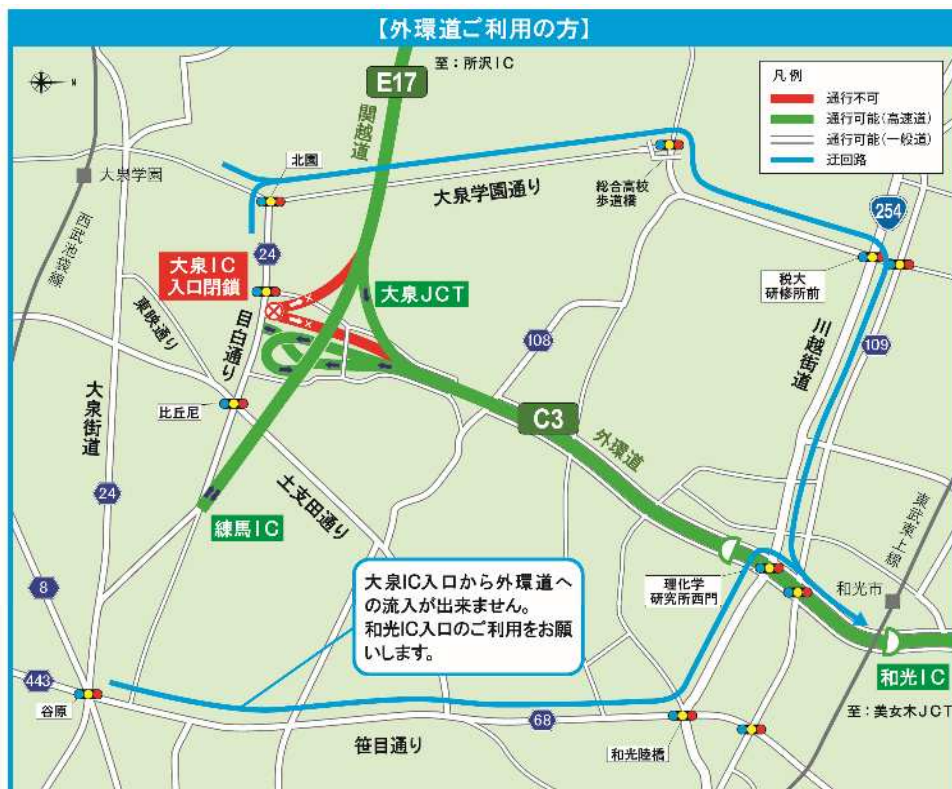 【外環道ご利用の方】
至：所沢IC
E17
関越道
凡例
通行不可
通行可能(高速道)
通行可能(一般道)
迂回路
N
大泉学園
西武池袋線
北園
大泉学園通り
総合高校
歩道橋
254
24
大泉IC
入口閉鎖
大泉JCT
税大
研修所前
東映通り
目白通り
108
川越街道
109
大泉街道
比丘尼
C3
外環道
24
土支田通り
練馬IC
東武東上線
8
大泉IC入口から外環道へ
の流入が出来ません。
和光IC入口のご利用をお願
いします。
理化学
研究所西門
和光市
443
和光IC
谷原
68
至：美女木JCT
笹目通り
和光陸橋